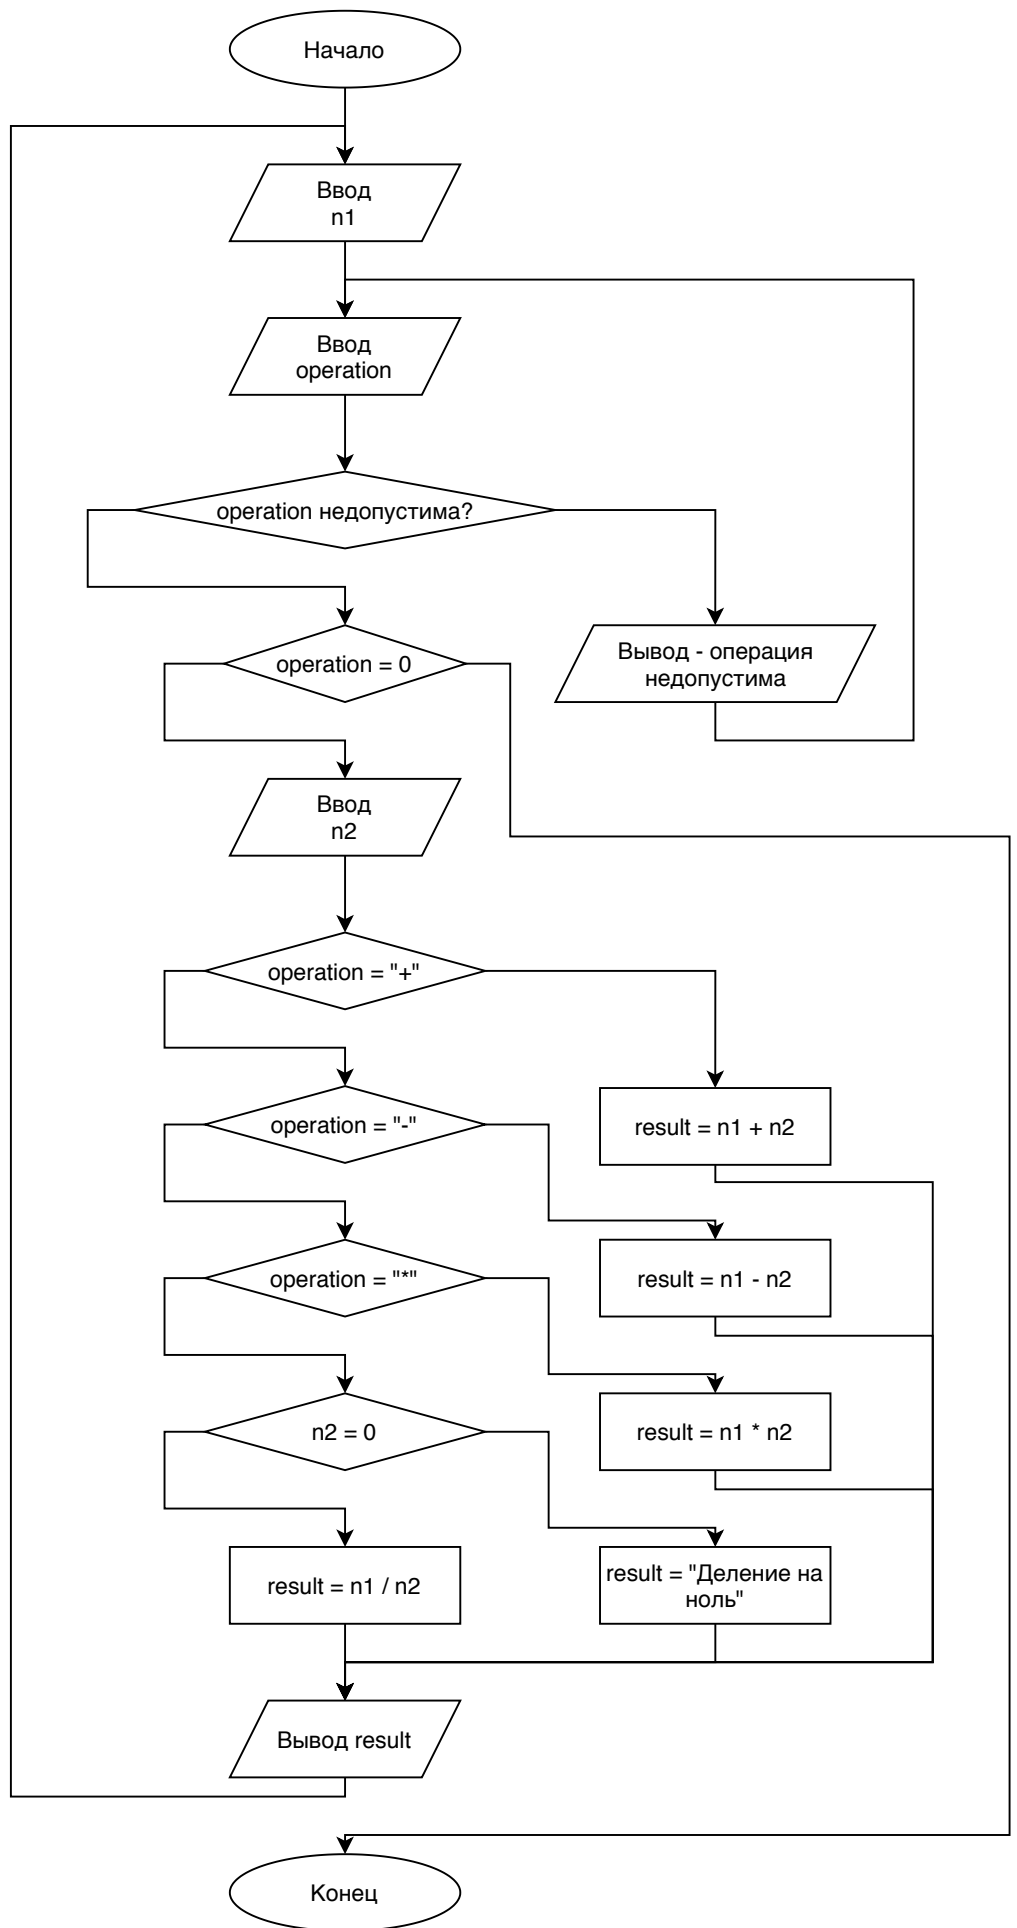 Начало
Ввод
n1
Ввод
operation
operation недопустима?
operation = 0
Вывод - операция
недопустима
Ввод
n2
operation = "+"
operation = "-"
result = n1 + n2
operation = "*"
result = n1 - n2
n2 = 0
result = n1 * n2
result = n1 / n2
result = "Деление на
ноль"
Вывод result
Конец